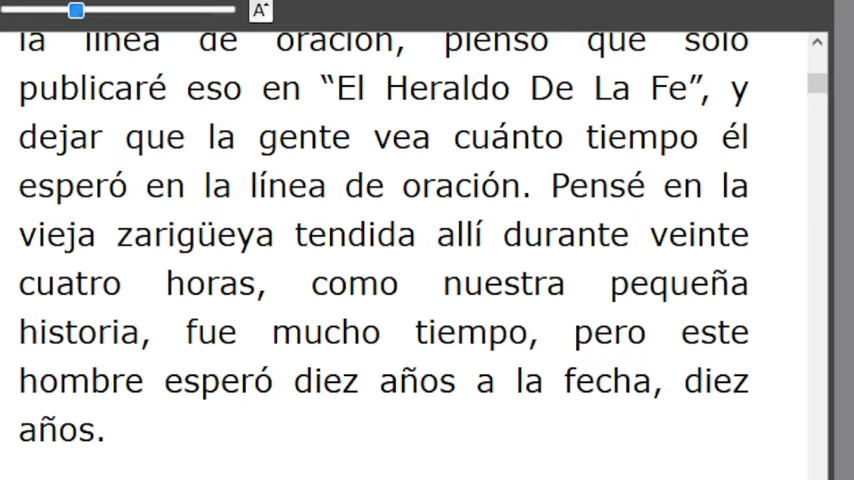 A
la línea de oración, pienso que sólo
publicaré eso en “El Heraldo De La Fe”, y
dejar que la gente vea cuánto tiempo él
esperó en la línea de oración. Pensé en la
vieja zarigüeya tendida allí durante veinte
cuatro horas, como nuestra pequeña
historia, fue mucho tiempo, pero este
hombre esperó diez años a la fecha, diez
años.